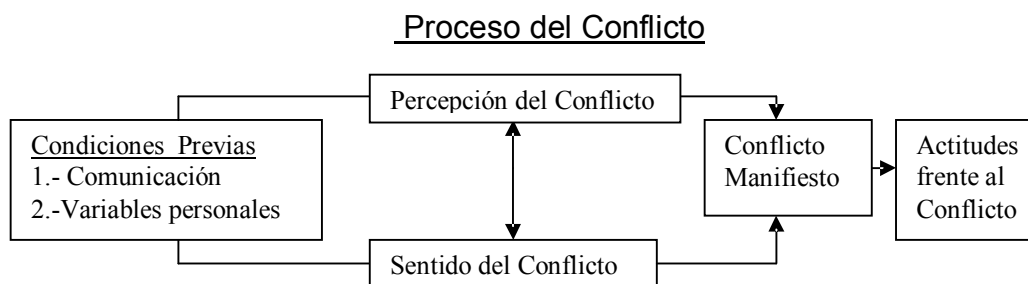 Proceso del Conflicto
Percepción del Conflicto
Condiciones Previas
1.- Comunicación
2.-Variables personales
Conflicto
Manifiesto
Actitudes
frente al
Conflicto
Sentido del Conflicto